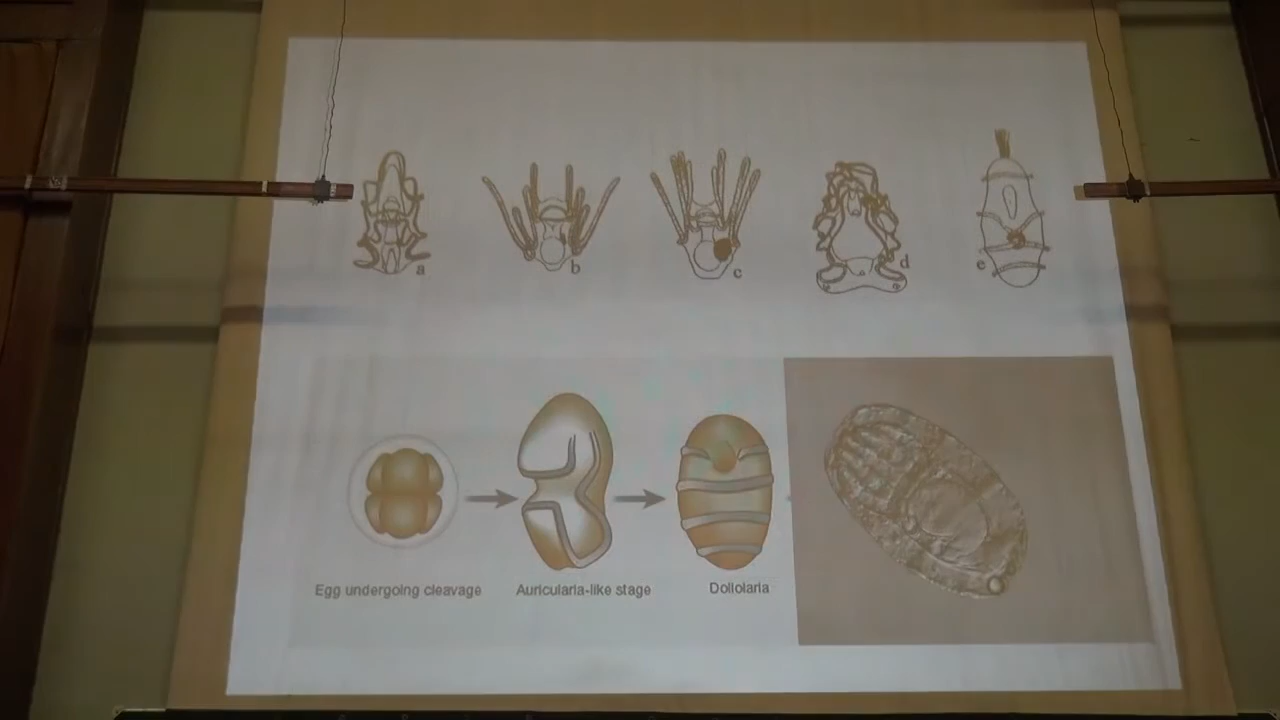 a
b
c
d
e
Egg undergoing cleavage
Auricularia-like stage
Doliolaria